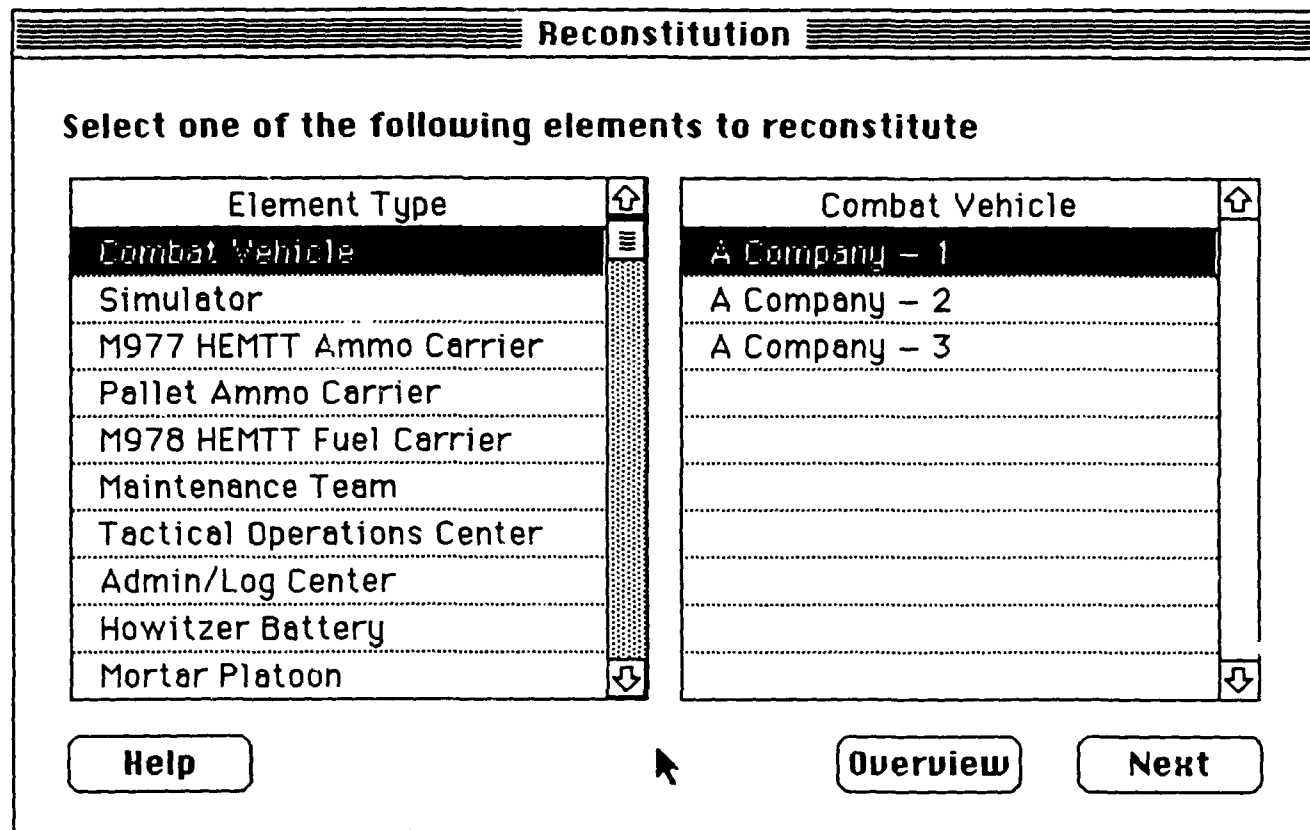 Reconstitution
Select one of the following elements to reconstitute
Element Type
Combat Vehicle
Simulator
M977 HEMTT Ammo Carrier
Pallet Ammo Carrier
M978 HEMTT Fuel Carrier
Maintenance Team
Tactical Operations Center
Admin/Log Center
Howitzer Battery
Mortar Platoon
Combat Vehicle
A Company – 1
A Company – 2
A Company – 3
Help
Overview
Next